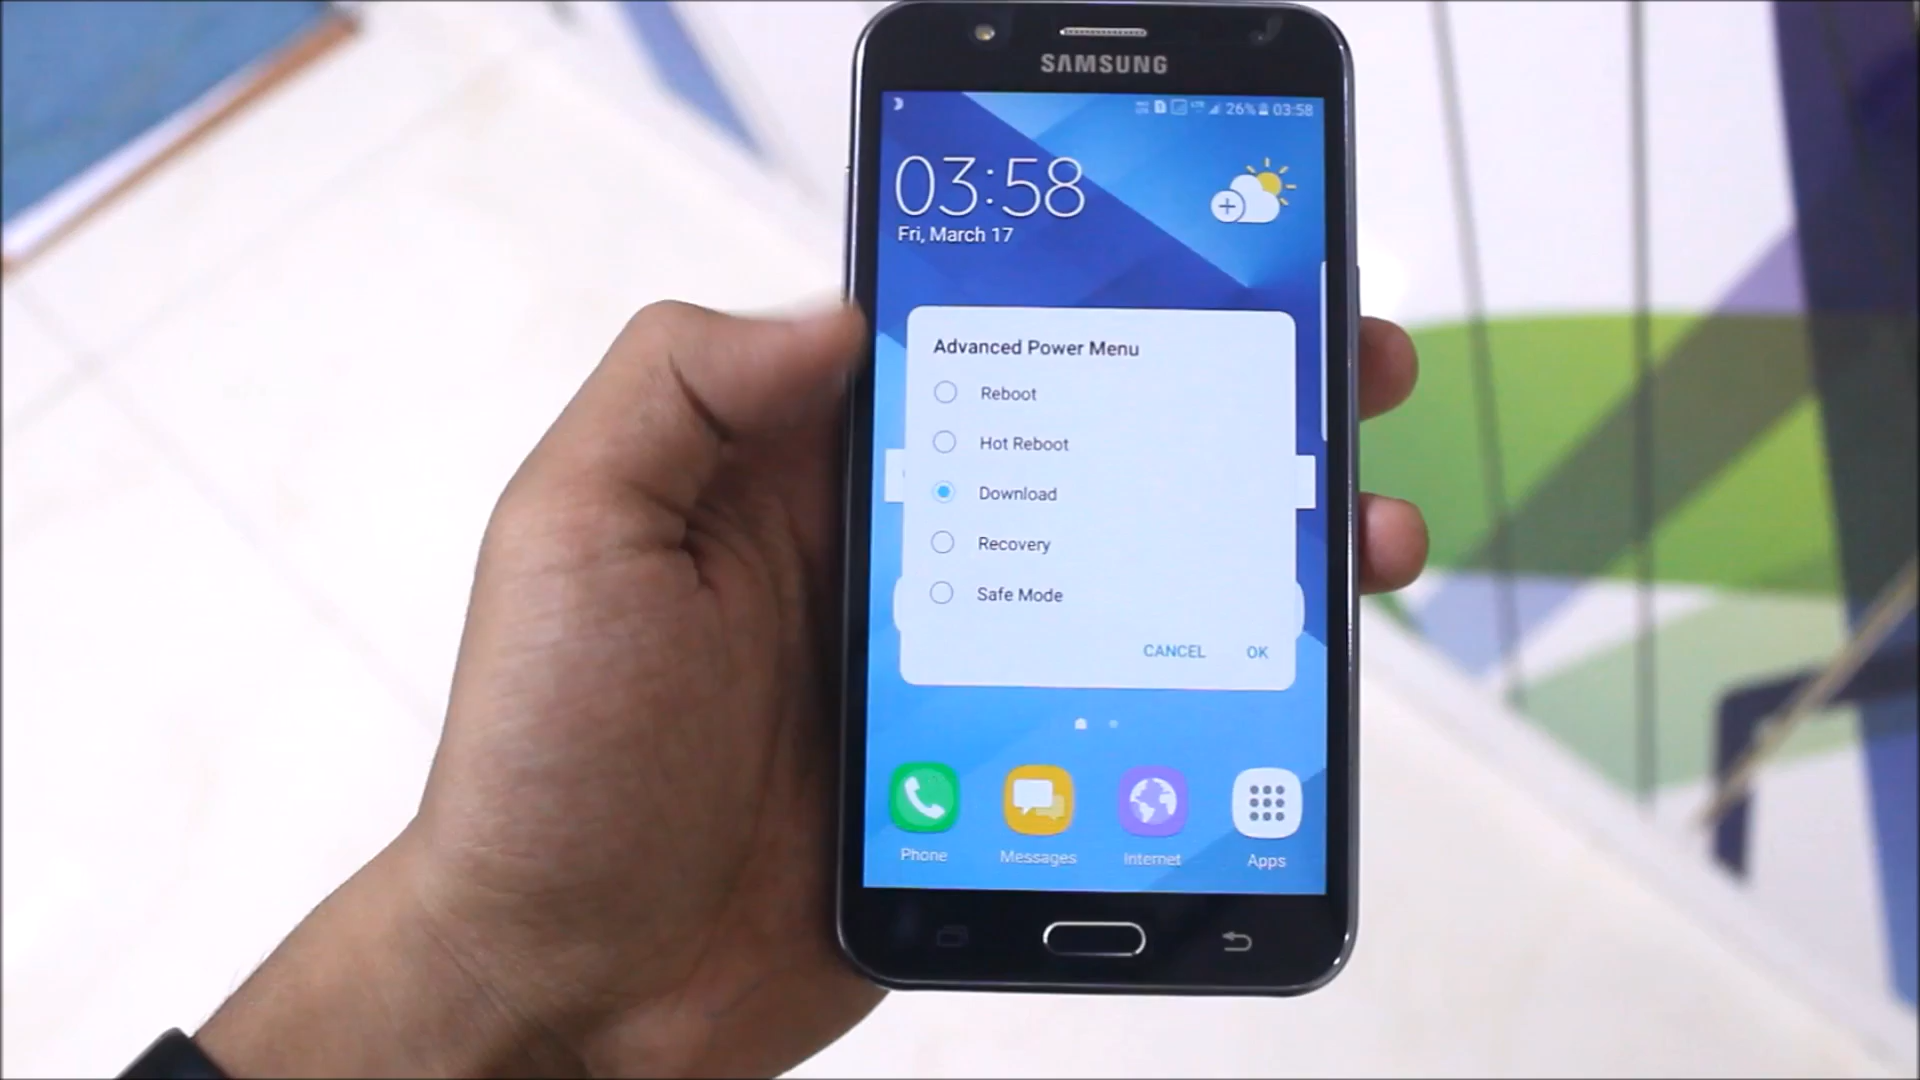 SAMSUNG
26% 03:58
03:58
Fri, March 17
Advanced Power Menu
Reboot
Hot Reboot
Download
Recovery
Safe Mode
CANCEL OK
Phone Messages Internet Apps